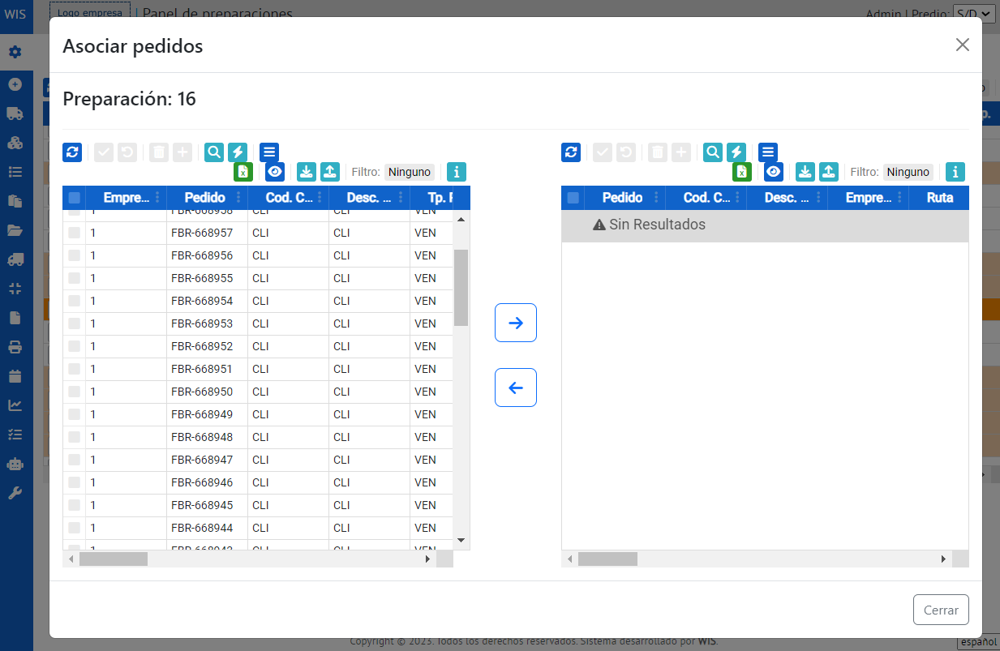 WIS
Logo empresa | Panel de preparaciones
Admin | Predio: S/D
Asociar pedidos
Preparación: 16
Filtro: Ninguno
Filtro: Ninguno
Empre... Pedido Cod. C... Desc. ... Tp.
Pedido Cod. C... Desc. ... Empre... Ruta
Sin Resultados
1 FBR-668958 CLI CLI VEN
1 FBR-668957 CLI CLI VEN
1 FBR-668956 CLI CLI VEN
1 FBR-668955 CLI CLI VEN
1 FBR-668954 CLI CLI VEN
1 FBR-668953 CLI CLI VEN
1 FBR-668952 CLI CLI VEN
1 FBR-668951 CLI CLI VEN
1 FBR-668950 CLI CLI VEN
1 FBR-668949 CLI CLI VEN
1 FBR-668948 CLI CLI VEN
1 FBR-668947 CLI CLI VEN
1 FBR-668946 CLI CLI VEN
1 FBR-668945 CLI CLI VEN
1 FBR-668944 CLI CLI VEN
1 FBR-668943 CLI CLI VEN
Cerrar
Copyright © 2023. Todos los derechos reservados. Sistema desarrollado por WIS.
español